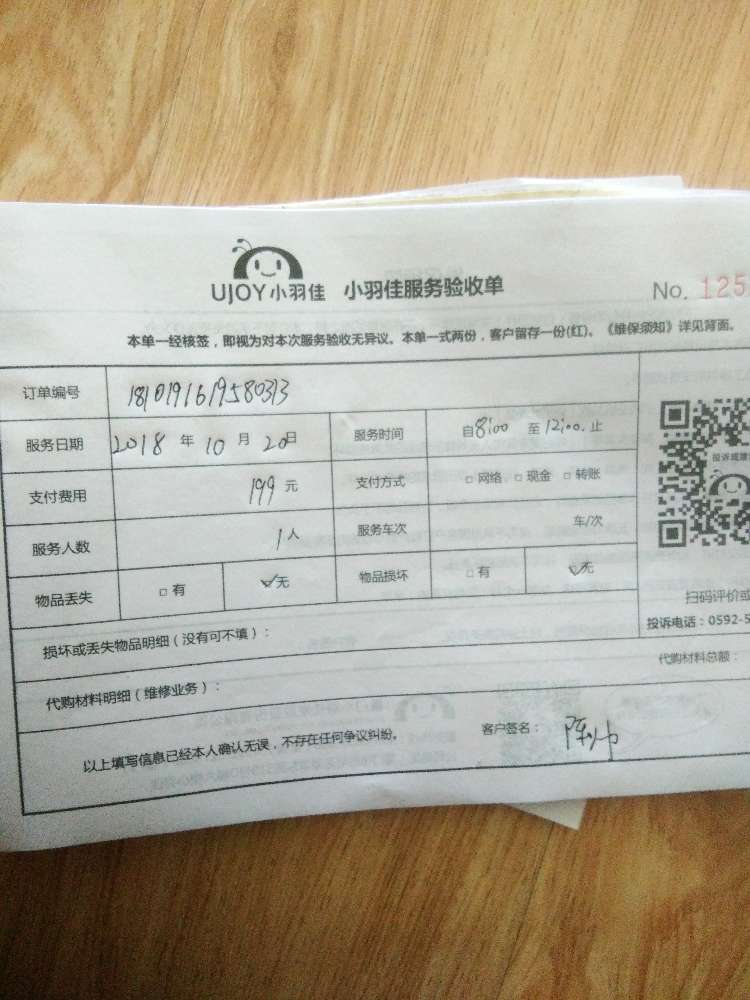 UJOY小羽佳 小羽佳服务验收单 No. 125
本单一经核签，即视为对本次服务验收无异议。本单一式两份，客户留存一份(红)。《维保须知》详见背面。
订单编号 181019161958033
服务日期 2018 年 10 月 20日 服务时间 自8:00 至 12:00.止
支付费用 199 元 支付方式 □ 网络 □ 现金 □ 转账
服务人数 1人 服务车次 车/次
物品丢失 □ 有 ☑无 物品损坏 □ 有 ☑无
投诉或建
扫码评价或
投诉电话：0592-5
损坏或丢失物品明细（没有可不填）：
代购材料明细（维修业务）： 代购材料总额：
以上填写信息已经本人确认无误，不存在任何争议纠纷。 客户签名： 陈